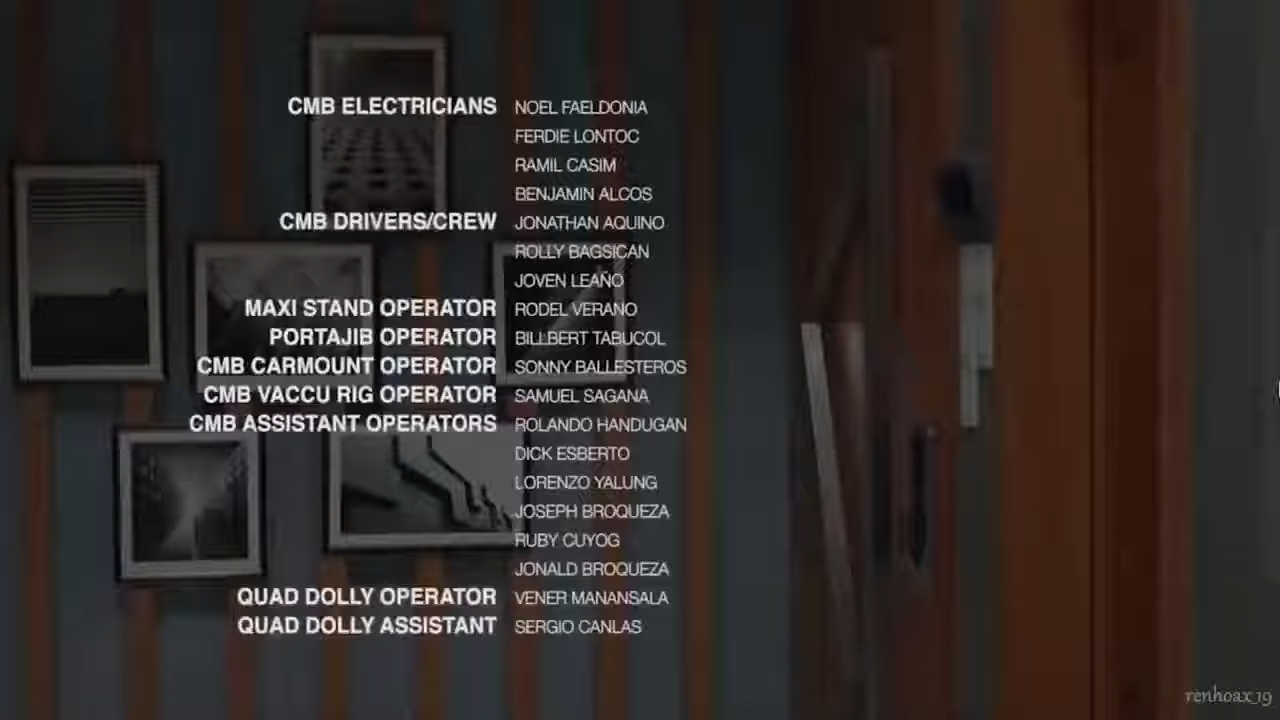 CMB ELECTRICIANS NOEL FAELDONIA
FERDIE LONTOC
RAMIL CASIM
BENJAMIN ALCOS
CMB DRIVERS/CREW JONATHAN AQUINO
ROLLY BAGSICAN
JOVEN LEAÑO
MAXI STAND OPERATOR RODEL VERANO
PORTAJIB OPERATOR BILLBERT TABUCOL
CMB CARMOUNT OPERATOR SONNY BALLESTEROS
CMB VACCU RIG OPERATOR SAMUEL SAGANA
CMB ASSISTANT OPERATORS ROLANDO HANDUGAN
DICK ESBERTO
LORENZO YALUNG
JOSEPH BROQUEZA
RUBY CUYOG
JONALD BROQUEZA
QUAD DOLLY OPERATOR VENER MANANSALA
QUAD DOLLY ASSISTANT SERGIO CANLAS
renhoax_19